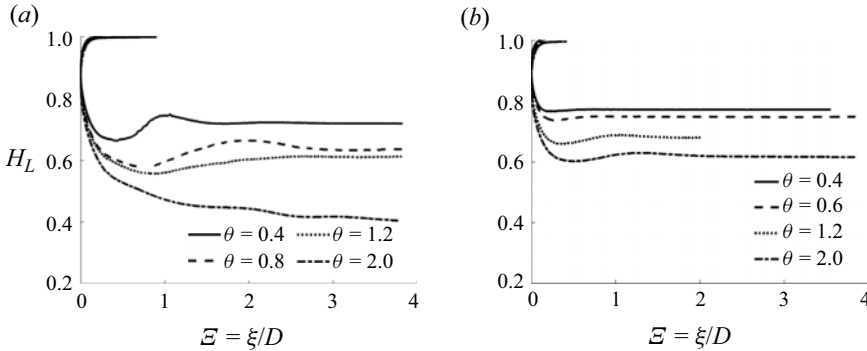 (a)
1.0
0.8
0.6
0.4
0.2
H_L
0 1 2 3 4
Ξ = ξ/D
θ = 0.4
θ = 0.8
θ = 1.2
θ = 2.0
(b)
1.0
0.8
0.6
0.4
0.2
0 1 2 3 4
Ξ = ξ/D
θ = 0.4
θ = 0.6
θ = 1.2
θ = 2.0